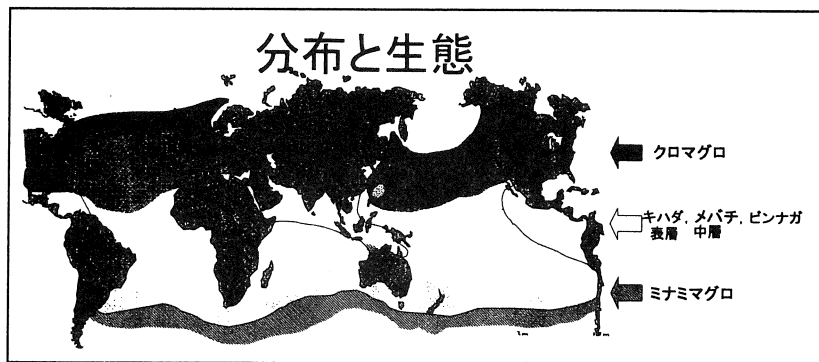 分布と生態
クロマグロ
キハダ, メバチ, ビンナガ
表層 中層
ミナミマグロ